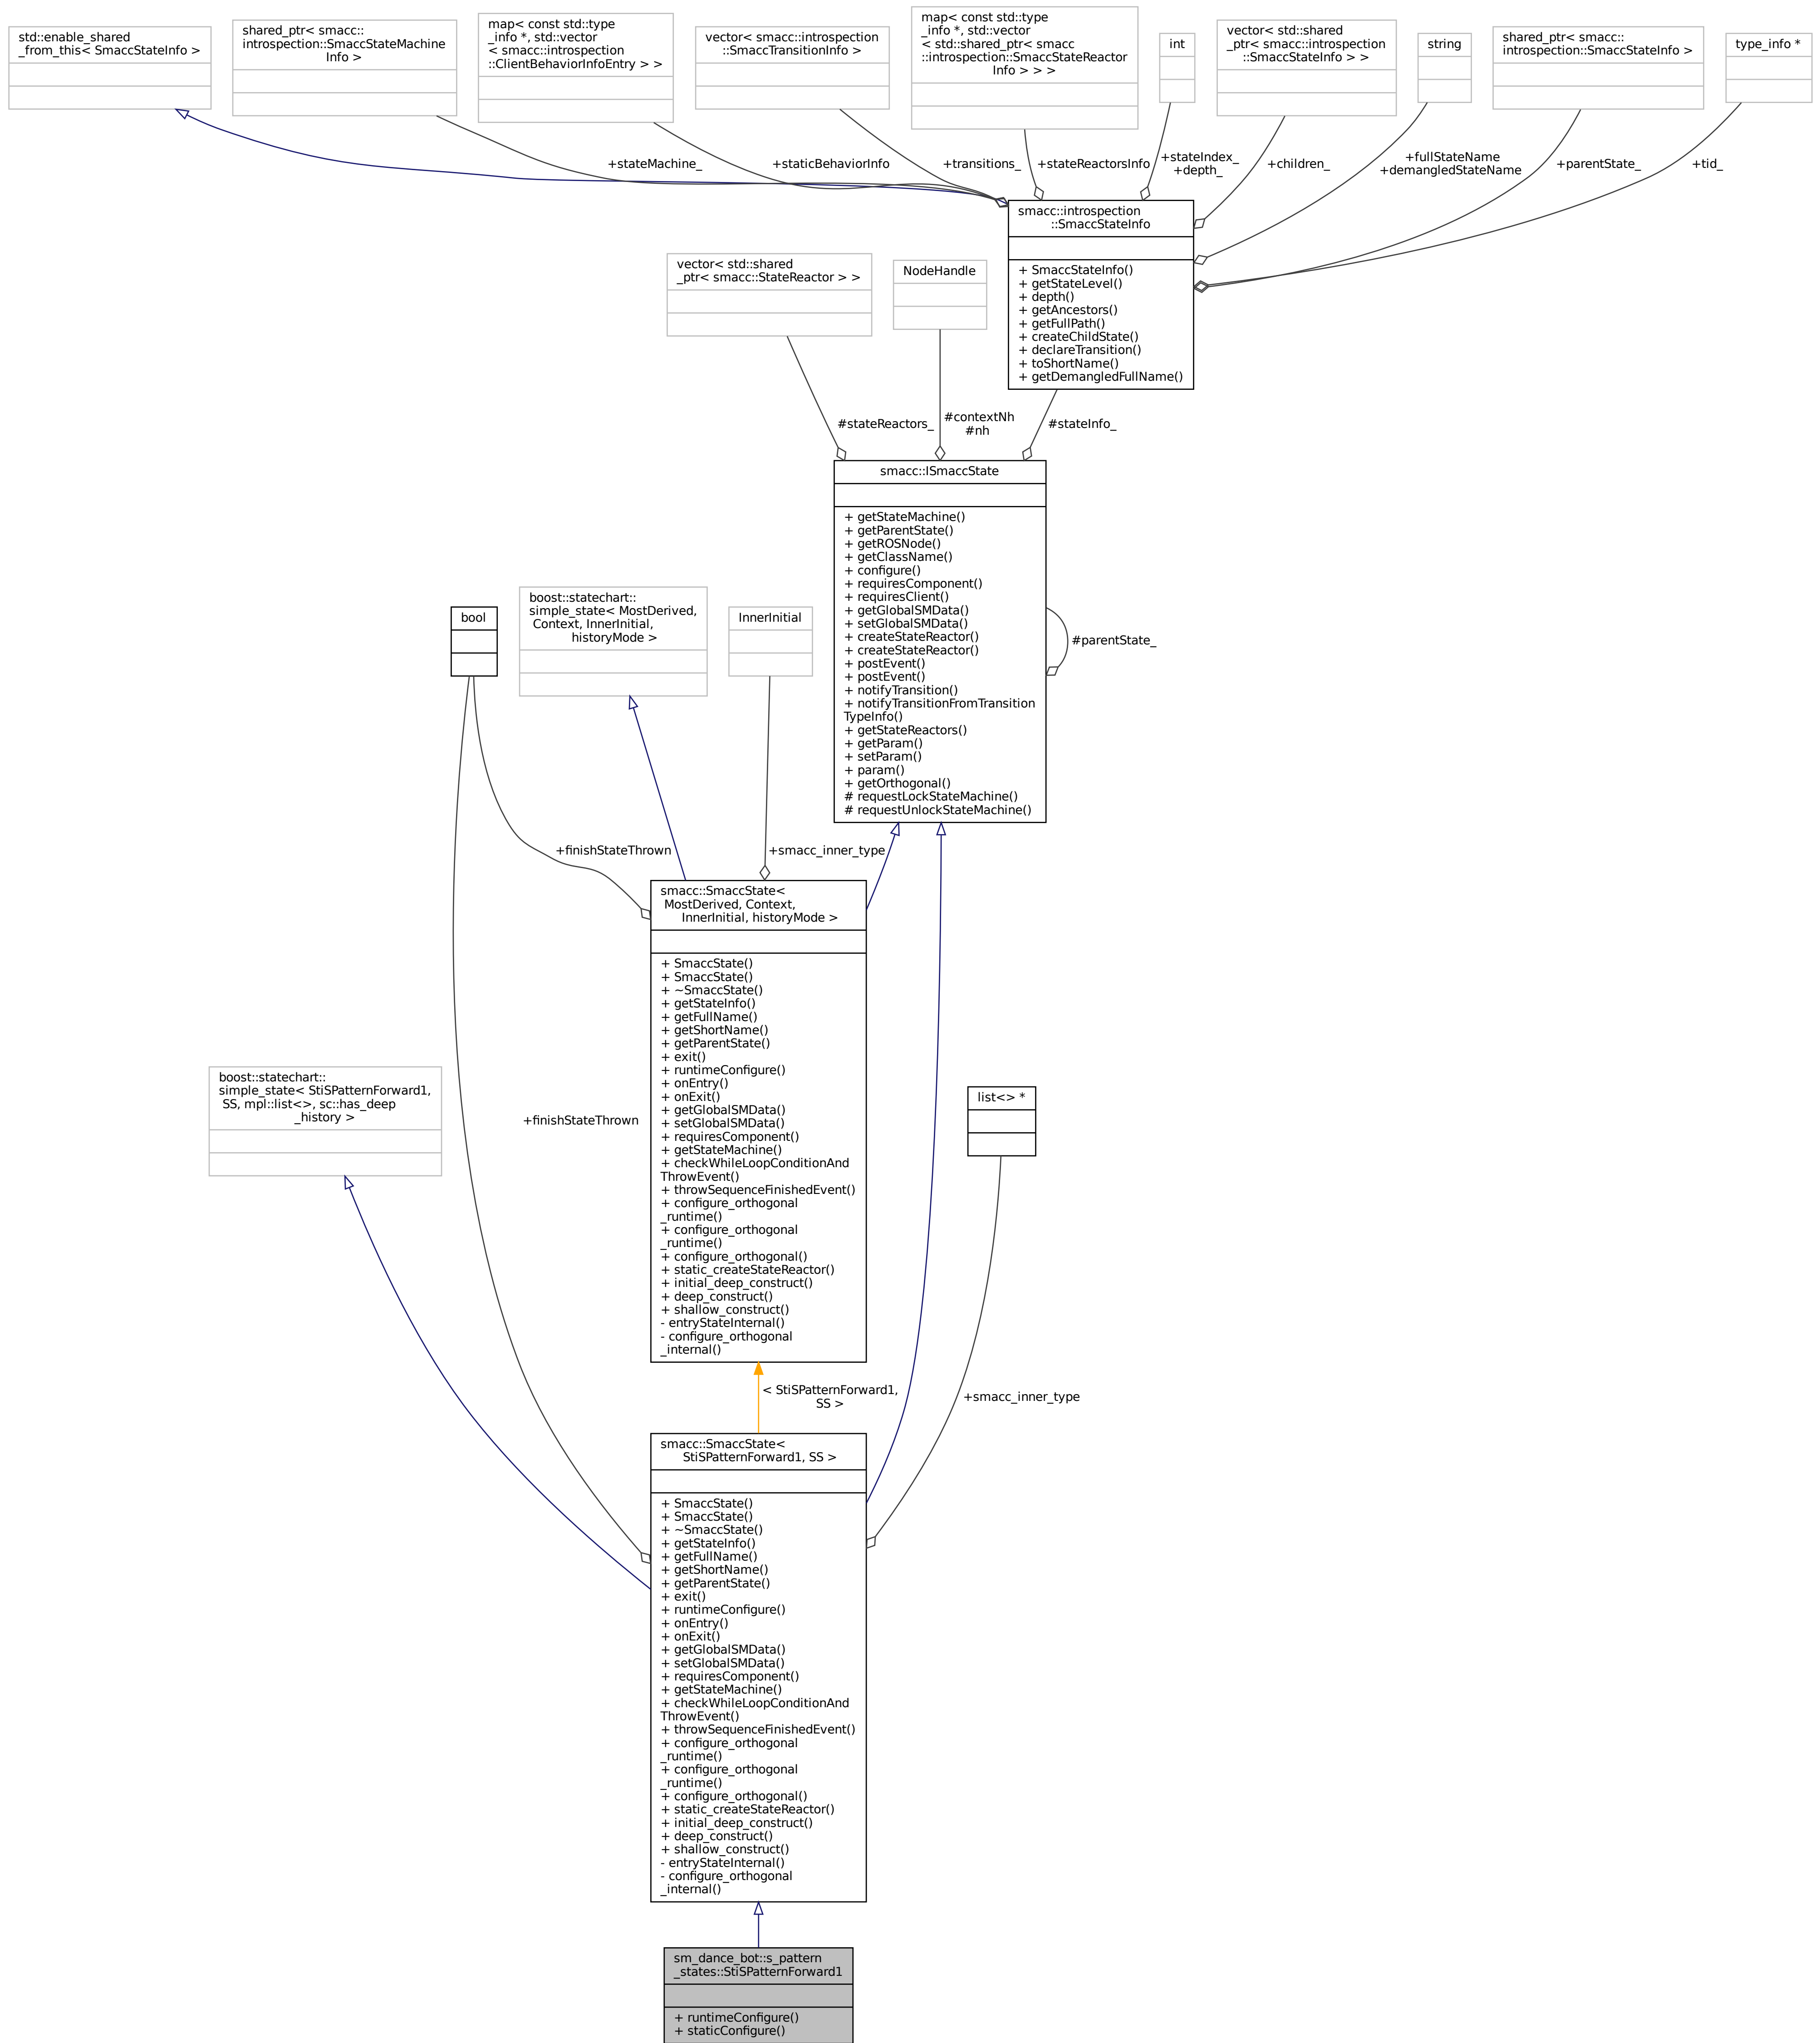 std::enable_shared
_from_this< SmaccStateInfo >
shared_ptr< smacc::
introspection::SmaccStateMachine
Info >
map< const std::type
_info *, std::vector
< smacc::introspection
::ClientBehaviorInfoEntry > >
vector< smacc::introspection
::SmaccTransitionInfo >
map< const std::type
_info *, std::vector
< std::shared_ptr< smacc
::introspection::SmaccStateReactor
Info > > >
int
vector< std::shared
_ptr< smacc::introspection
::SmaccStateInfo > >
string
shared_ptr< smacc::
introspection::SmaccStateInfo >
type_info *
+stateMachine_
+staticBehaviorInfo
+transitions_
+stateReactorsInfo
+stateIndex_
+depth_
+children_
+fullStateName
+demangledStateName
+parentState_
+tid_
smacc::introspection
::SmaccStateInfo
+ SmaccStateInfo()
+ getStateLevel()
+ depth()
+ getAncestors()
+ getFullPath()
+ createChildState()
+ declareTransition()
+ toShortName()
+ getDemangledFullName()
vector< std::shared
_ptr< smacc::StateReactor > >
NodeHandle
#stateReactors_
#contextNh
#nh
#stateInfo_
smacc::ISmaccState
+ getStateMachine()
+ getParentState()
+ getROSNode()
+ getClassName()
+ configure()
+ requiresComponent()
+ requiresClient()
+ getGlobalSMData()
+ setGlobalSMData()
+ createStateReactor()
+ createStateReactor()
+ postEvent()
+ postEvent()
+ notifyTransition()
+ notifyTransitionFromTransition
TypeInfo()
+ getStateReactors()
+ getParam()
+ setParam()
+ param()
+ getOrthogonal()
# requestLockStateMachine()
# requestUnlockStateMachine()
#parentState_
bool
boost::statechart::
simple_state< MostDerived,
Context, InnerInitial,
historyMode >
InnerInitial
+finishStateThrown
+smacc_inner_type
smacc::SmaccState<
MostDerived, Context,
InnerInitial, historyMode >
+ SmaccState()
+ SmaccState()
+ ~SmaccState()
+ getStateInfo()
+ getFullName()
+ getShortName()
+ getParentState()
+ exit()
+ runtimeConfigure()
+ onEntry()
+ onExit()
+ getGlobalSMData()
+ setGlobalSMData()
+ requiresComponent()
+ getStateMachine()
+ checkWhileLoopConditionAnd
ThrowEvent()
+ throwSequenceFinishedEvent()
+ configure_orthogonal
_runtime()
+ configure_orthogonal
_runtime()
+ configure_orthogonal()
+ static_createStateReactor()
+ initial_deep_construct()
+ deep_construct()
+ shallow_construct()
- entryStateInternal()
- configure_orthogonal
_internal()
boost::statechart::
simple_state< StiSPatternForward1,
SS, mpl::list<>, sc::has_deep
_history >
+finishStateThrown
list<> *
< StiSPatternForward1,
SS >
+smacc_inner_type
smacc::SmaccState<
StiSPatternForward1, SS >
+ SmaccState()
+ SmaccState()
+ ~SmaccState()
+ getStateInfo()
+ getFullName()
+ getShortName()
+ getParentState()
+ exit()
+ runtimeConfigure()
+ onEntry()
+ onExit()
+ getGlobalSMData()
+ setGlobalSMData()
+ requiresComponent()
+ getStateMachine()
+ checkWhileLoopConditionAnd
ThrowEvent()
+ throwSequenceFinishedEvent()
+ configure_orthogonal
_runtime()
+ configure_orthogonal
_runtime()
+ configure_orthogonal()
+ static_createStateReactor()
+ initial_deep_construct()
+ deep_construct()
+ shallow_construct()
- entryStateInternal()
- configure_orthogonal
_internal()
sm_dance_bot::s_pattern
_states::StiSPatternForward1
+ runtimeConfigure()
+ staticConfigure()